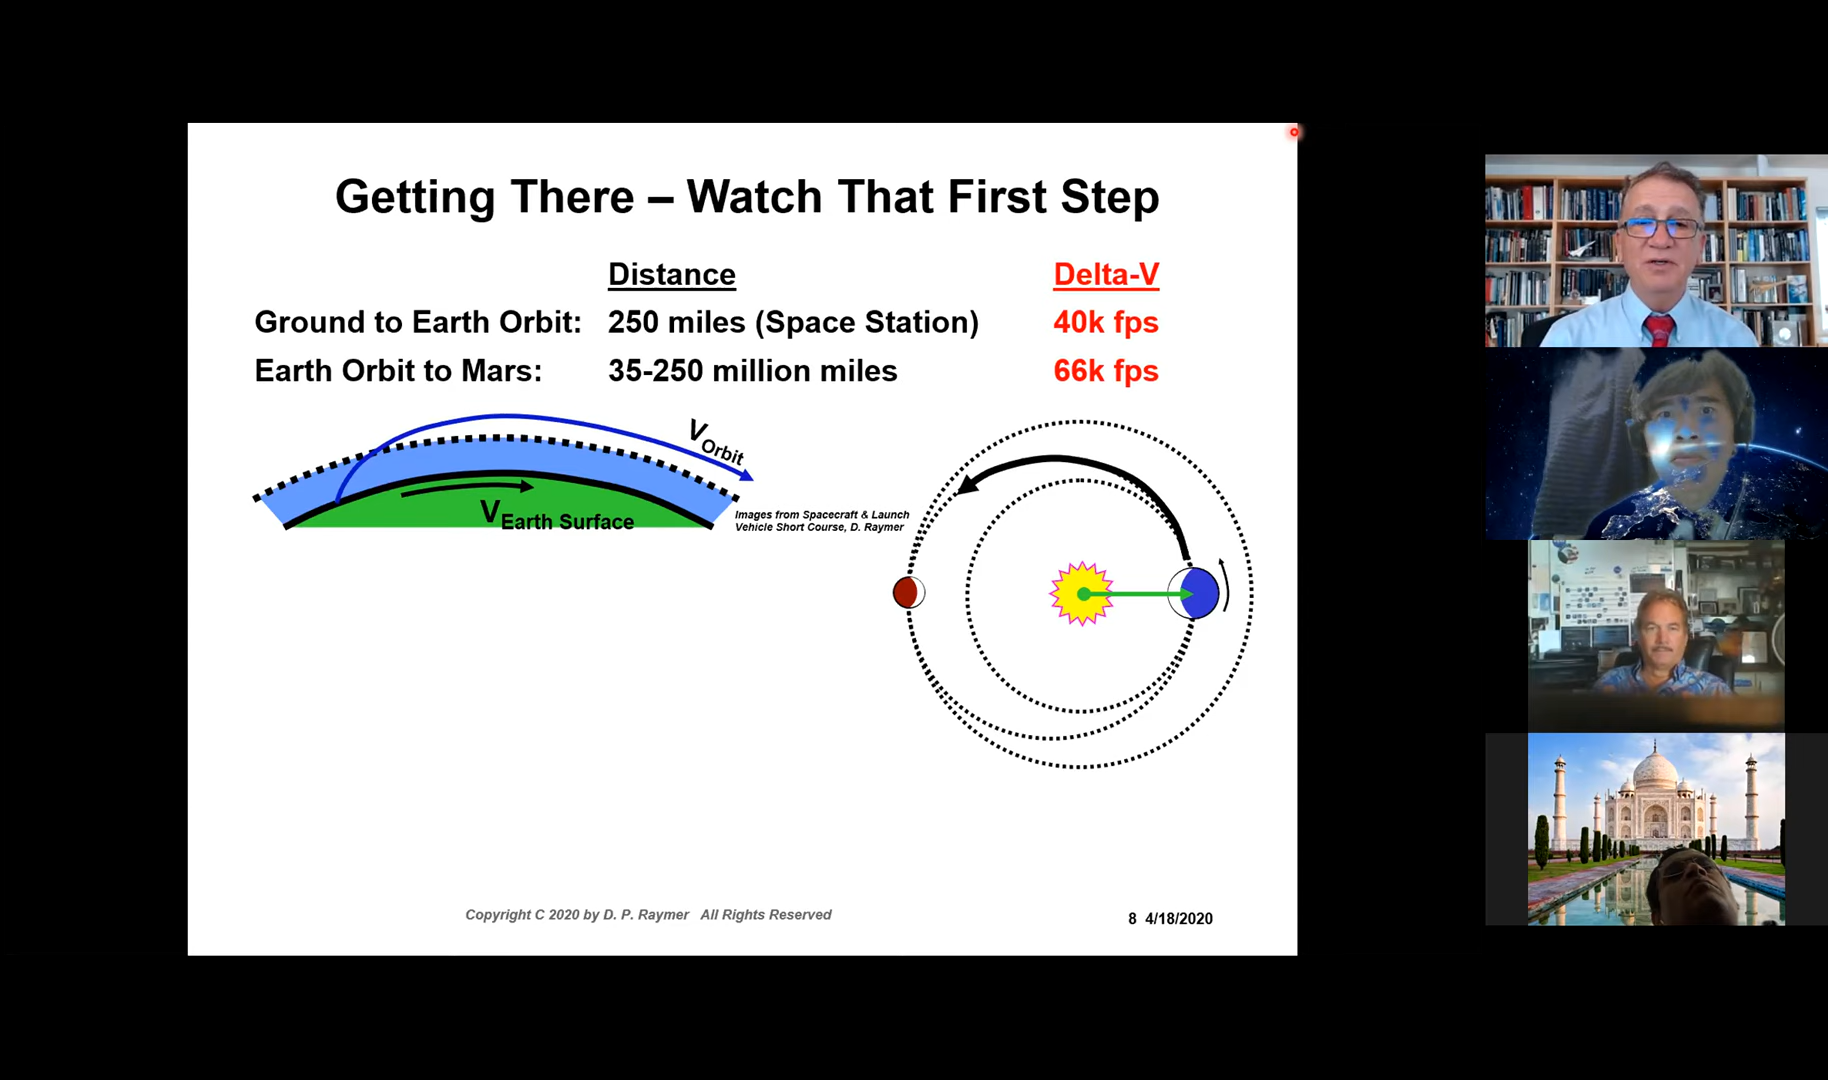 Getting There – Watch That First Step
Distance Delta-V
Ground to Earth Orbit: 250 miles (Space Station) 40k fps
Earth Orbit to Mars: 35-250 million miles 66k fps
VOrbit
VEarth Surface
Images from Spacecraft & Launch
Vehicle Short Course, D. Raymer
Copyright C 2020 by D. P. Raymer All Rights Reserved
8 4/18/2020